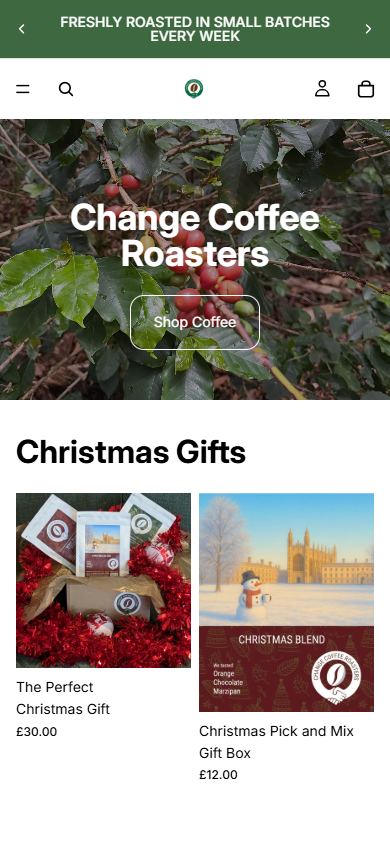 FRESHLY ROASTED IN SMALL BATCHES
EVERY WEEK
Change Coffee
Roasters
Shop Coffee
Christmas Gifts
CHRISTMAS BLEND
We tasted
Orange
Chocolate
Marzipan
CHANGE COFFEE ROASTERS
The Perfect
Christmas Gift
£30.00
Christmas Pick and Mix
Gift Box
£12.00